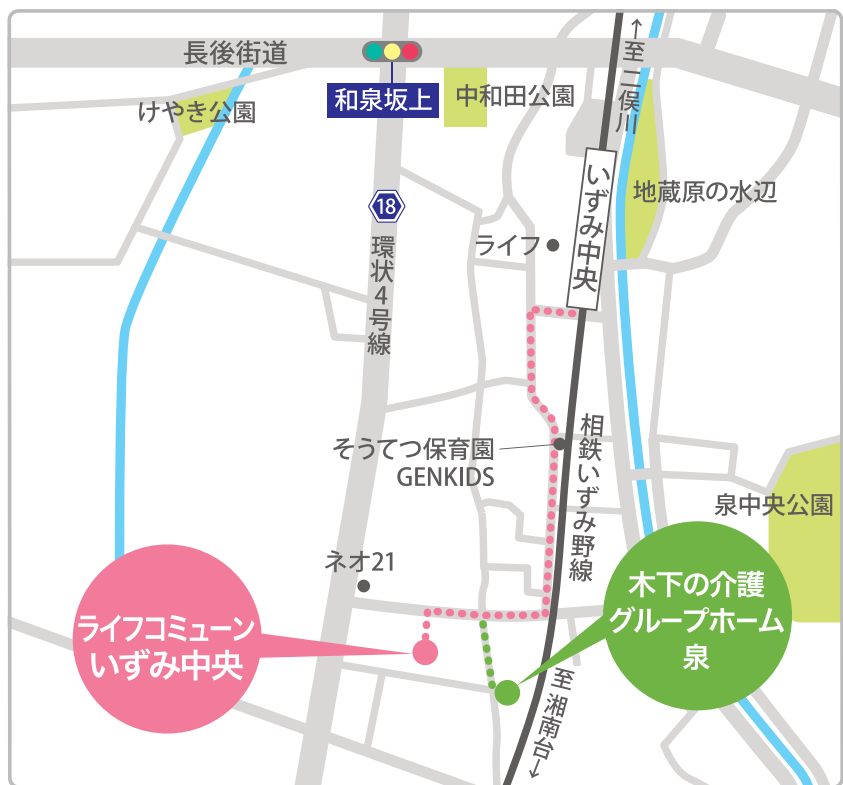 長後街道
和泉坂上
けやき公園
中和田公園
←至 二俣川
いずみ中央
地蔵原の水辺
18
環状4号線
ライフ
そうてつ保育園
GENKIDS
相鉄いずみ野線
泉中央公園
ネオ21
ライフコミューン
いずみ中央
木下の介護
グループホーム
泉
至 湘南台→